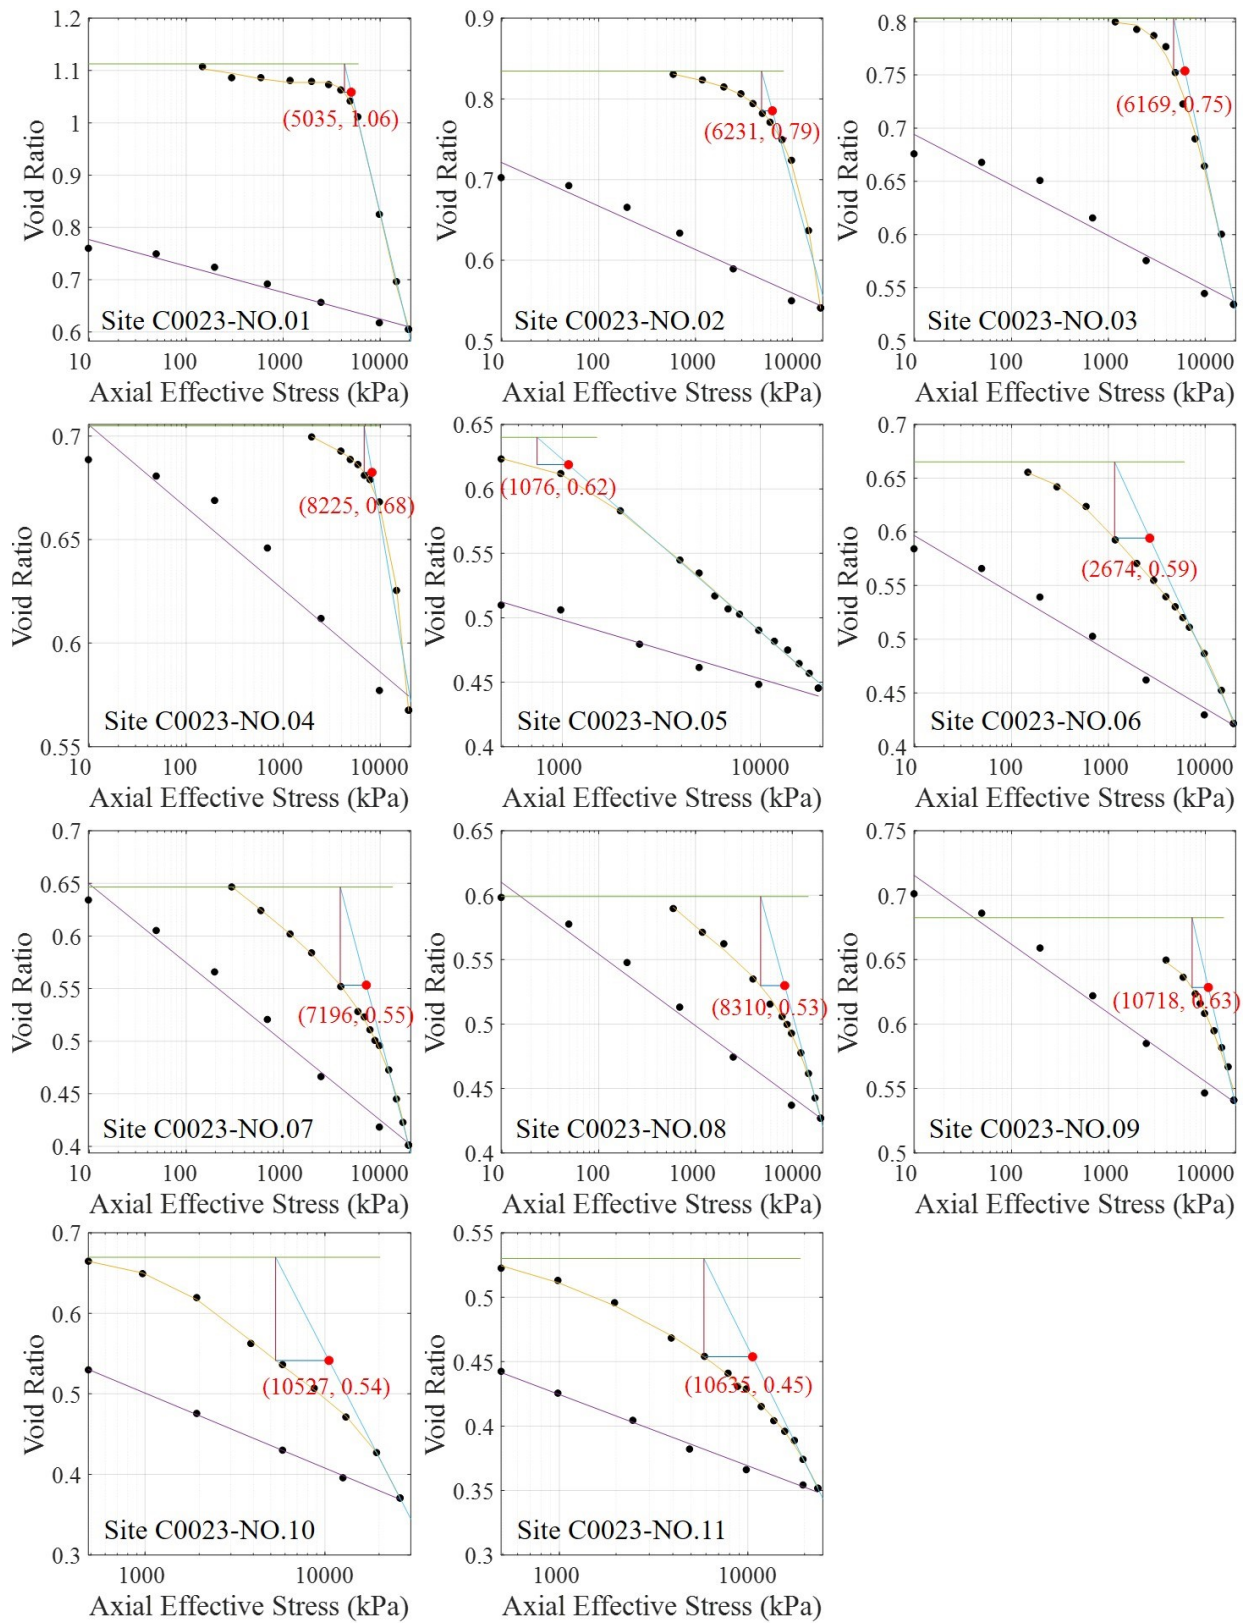 1.2
1.1
1
0.9
0.8
0.7
0.6
Void Ratio
(5035, 1.06)
Site C0023-NO.01
10 100 1000 10000
Axial Effective Stress (kPa)
0.9
0.8
0.7
0.6
0.5
Void Ratio
(6231, 0.79)
Site C0023-NO.02
10 100 1000 10000
Axial Effective Stress (kPa)
0.8
0.75
0.7
0.65
0.6
0.55
0.5
Void Ratio
(6169, 0.75)
Site C0023-NO.03
10 100 1000 10000
Axial Effective Stress (kPa)
0.7
0.65
0.6
0.55
Void Ratio
(8225, 0.68)
Site C0023-NO.04
10 100 1000 10000
Axial Effective Stress (kPa)
0.65
0.6
0.55
0.5
0.45
0.4
Void Ratio
(1076, 0.62)
Site C0023-NO.05
1000 10000
Axial Effective Stress (kPa)
0.7
0.65
0.6
0.55
0.5
0.45
0.4
Void Ratio
(2674, 0.59)
Site C0023-NO.06
10 100 1000 10000
Axial Effective Stress (kPa)
0.7
0.65
0.6
0.55
0.5
0.45
0.4
Void Ratio
(7196, 0.55)
Site C0023-NO.07
10 100 1000 10000
Axial Effective Stress (kPa)
0.65
0.6
0.55
0.5
0.45
0.4
Void Ratio
(8310, 0.53)
Site C0023-NO.08
10 100 1000 10000
Axial Effective Stress (kPa)
0.75
0.7
0.65
0.6
0.55
0.5
Void Ratio
(10718, 0.63)
Site C0023-NO.09
10 100 1000 10000
Axial Effective Stress (kPa)
0.7
0.6
0.5
0.4
0.3
Void Ratio
(10527, 0.54)
Site C0023-NO.10
1000 10000
Axial Effective Stress (kPa)
0.55
0.5
0.45
0.4
0.35
0.3
Void Ratio
(10635, 0.45)
Site C0023-NO.11
1000 10000
Axial Effective Stress (kPa)